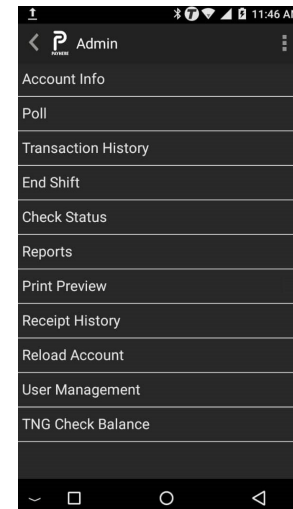 11:46 AM
PAYHERE
Admin
Account Info
Poll
Transaction History
End Shift
Check Status
Reports
Print Preview
Receipt History
Reload Account
User Management
TNG Check Balance